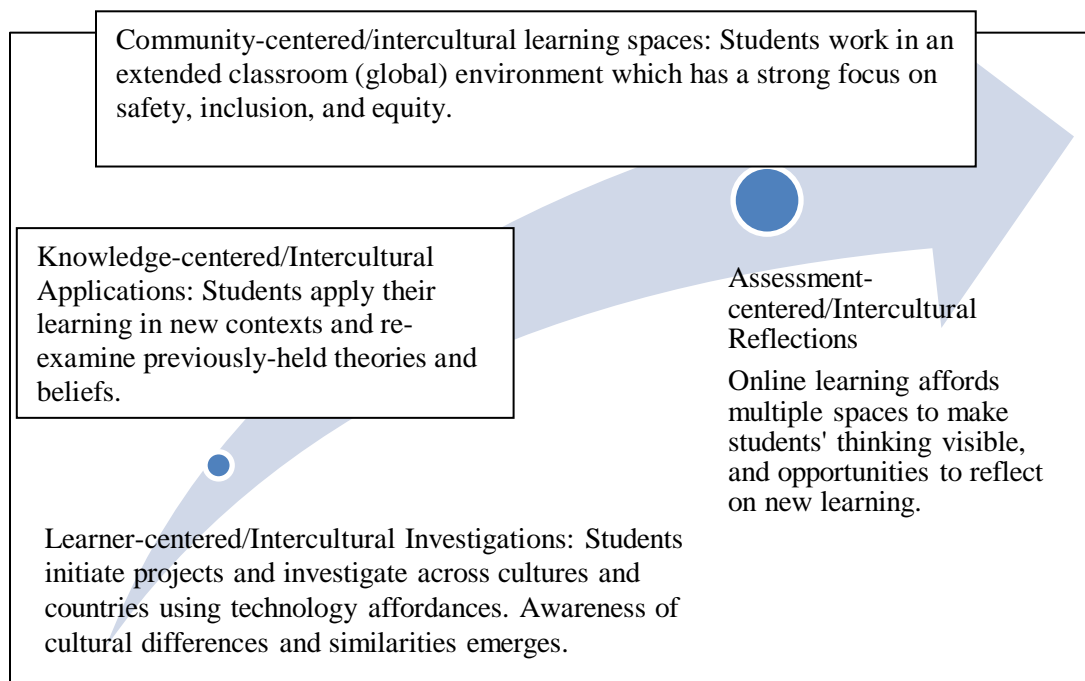 Community-centered/intercultural learning spaces: Students work in an
extended classroom (global) environment which has a strong focus on
safety, inclusion, and equity.
Knowledge-centered/Intercultural
Applications: Students apply their
learning in new contexts and re-
examine previously-held theories and
beliefs.
Assessment-
centered/Intercultural
Reflections
Online learning affords
multiple spaces to make
students' thinking visible,
and opportunities to reflect
on new learning.
Learner-centered/Intercultural Investigations: Students
initiate projects and investigate across cultures and
countries using technology affordances. Awareness of
cultural differences and similarities emerges.